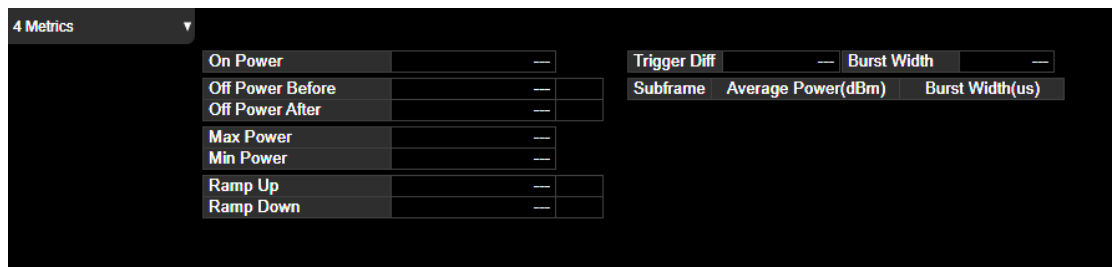 4 Metrics ▼
On Power ---
Trigger Diff --- Burst Width ---
Off Power Before ---
Subframe Average Power(dBm) Burst Width(us)
Off Power After ---
Max Power ---
Min Power ---
Ramp Up ---
Ramp Down ---